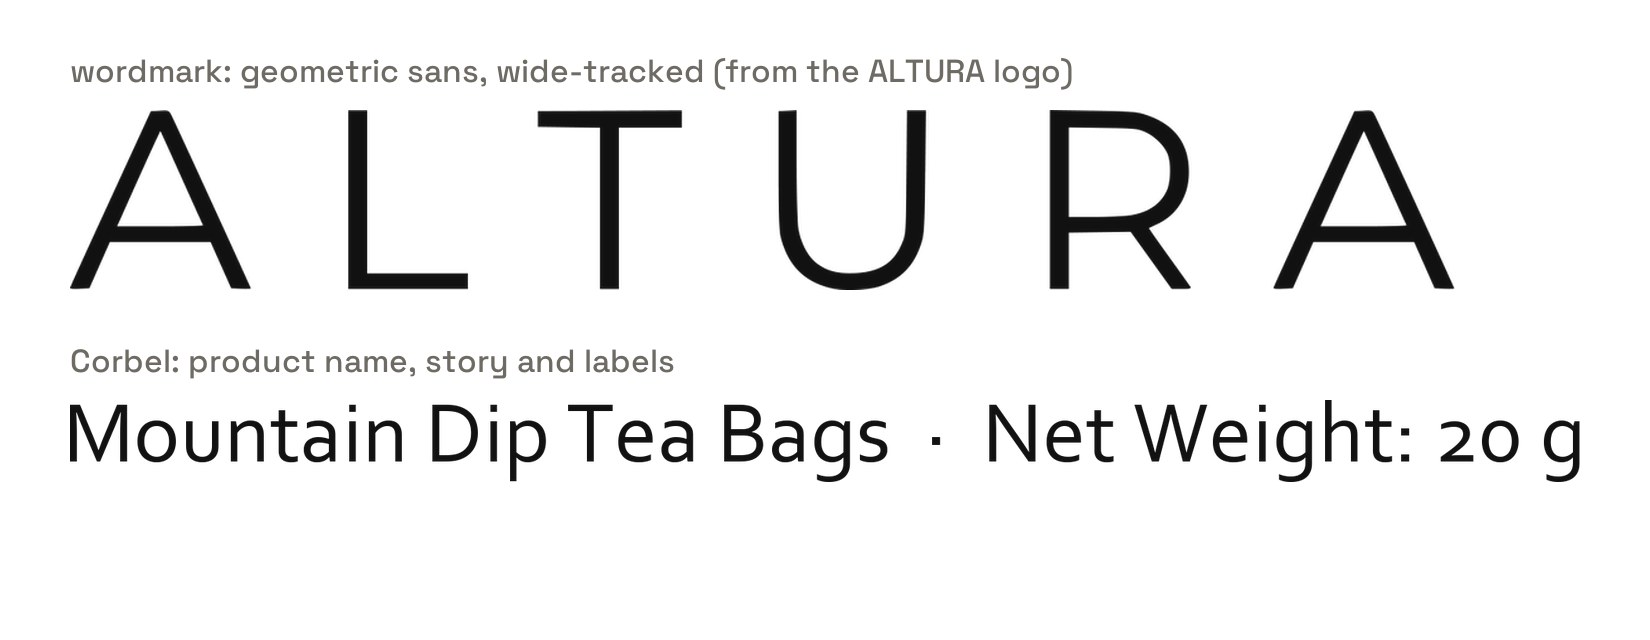 wordmark: geometric sans, wide-tracked (from the ALTURA logo)
ALTURA
Corbel: product name, story and labels
Mountain Dip Tea Bags · Net Weight: 20 g